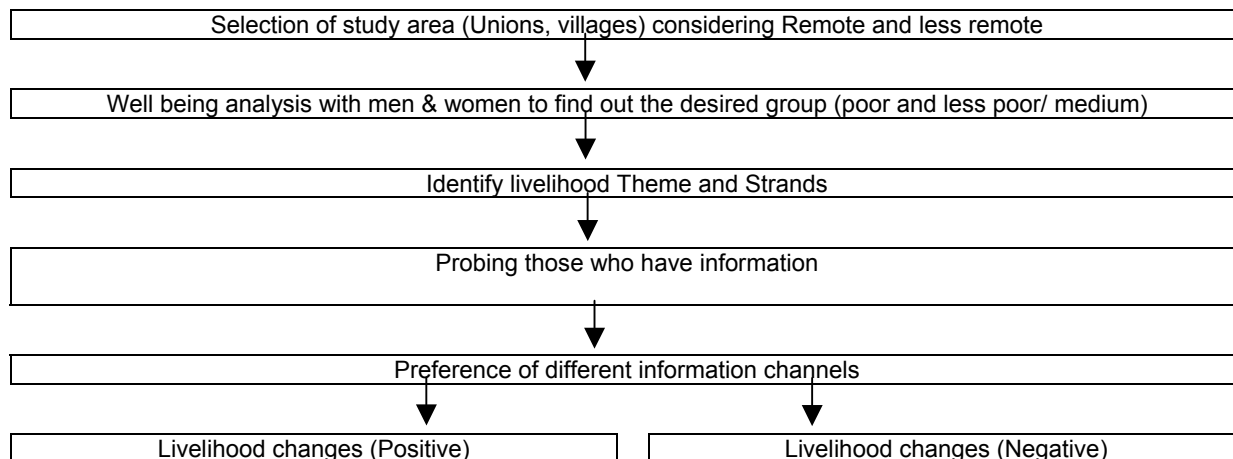 Selection of study area (Unions, villages) considering Remote and less remote
Well being analysis with men & women to find out the desired group (poor and less poor/ medium)
Identify livelihood Theme and Strands
Probing those who have information
Preference of different information channels
Livelihood changes (Positive)
Livelihood changes (Negative)